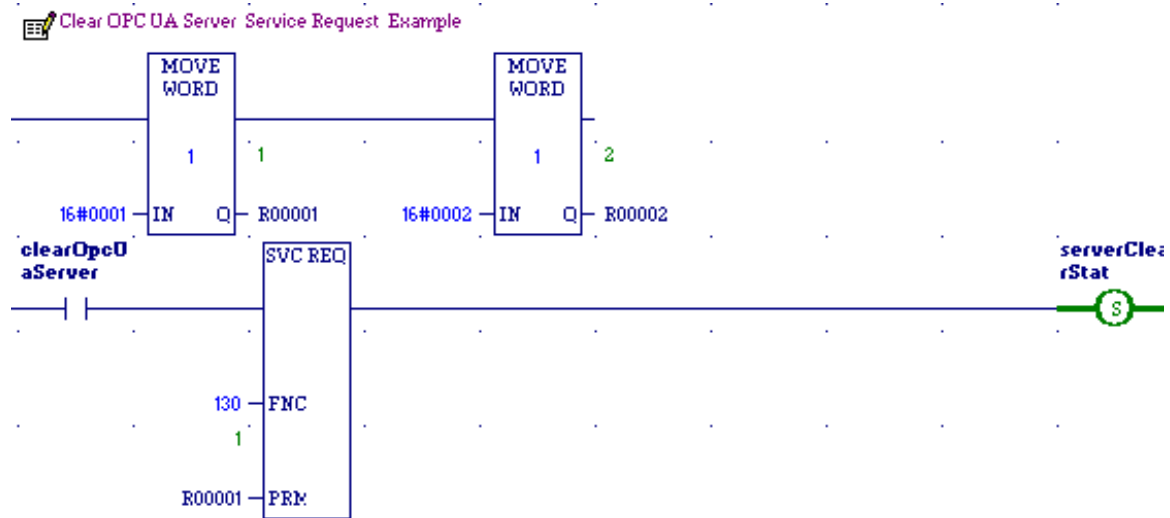 Clear OPC UA Server Service Request Example
MOVE
WORD
MOVE
WORD
1
1
1
2
16#0001
IN
Q
R00001
16#0002
IN
Q
R00002
clearOpcU
aServer
SVC REQ
serverClea
rStat
S
130
FNC
1
R00001
PRM